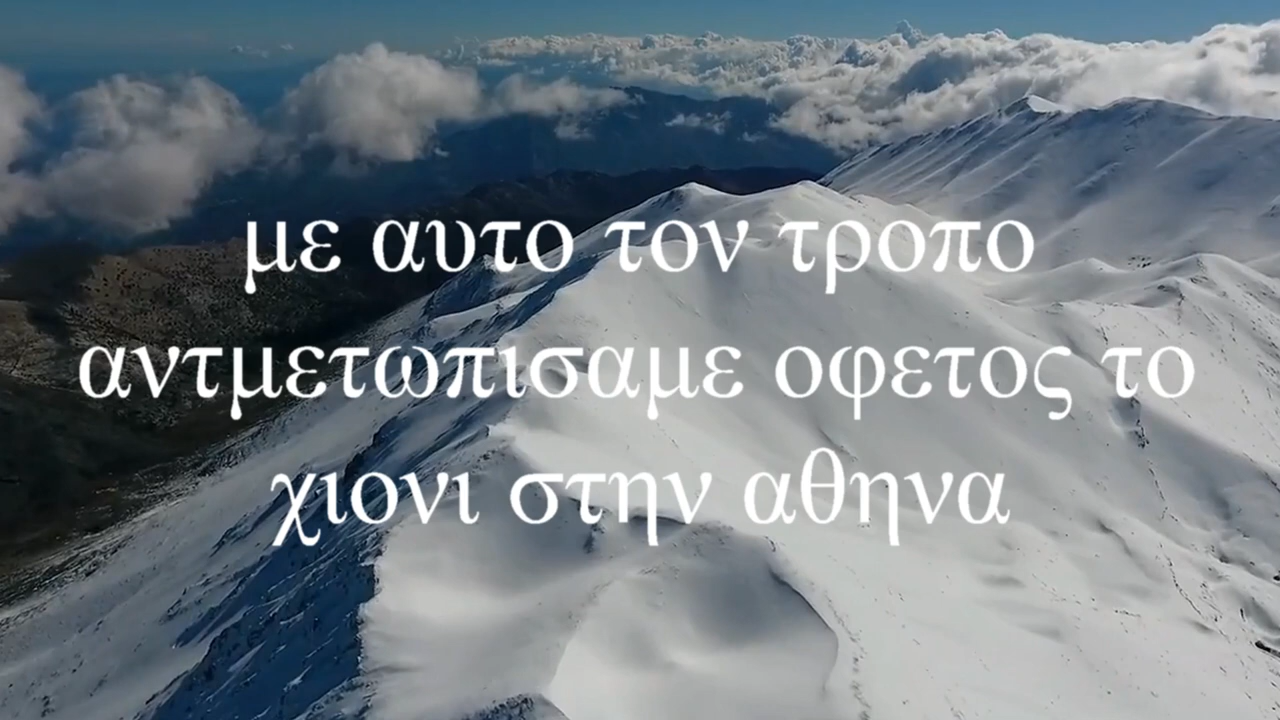 με αυτο τον τροπο
αντμετωπισαμε οφετος το
χιονι στην αθηνα